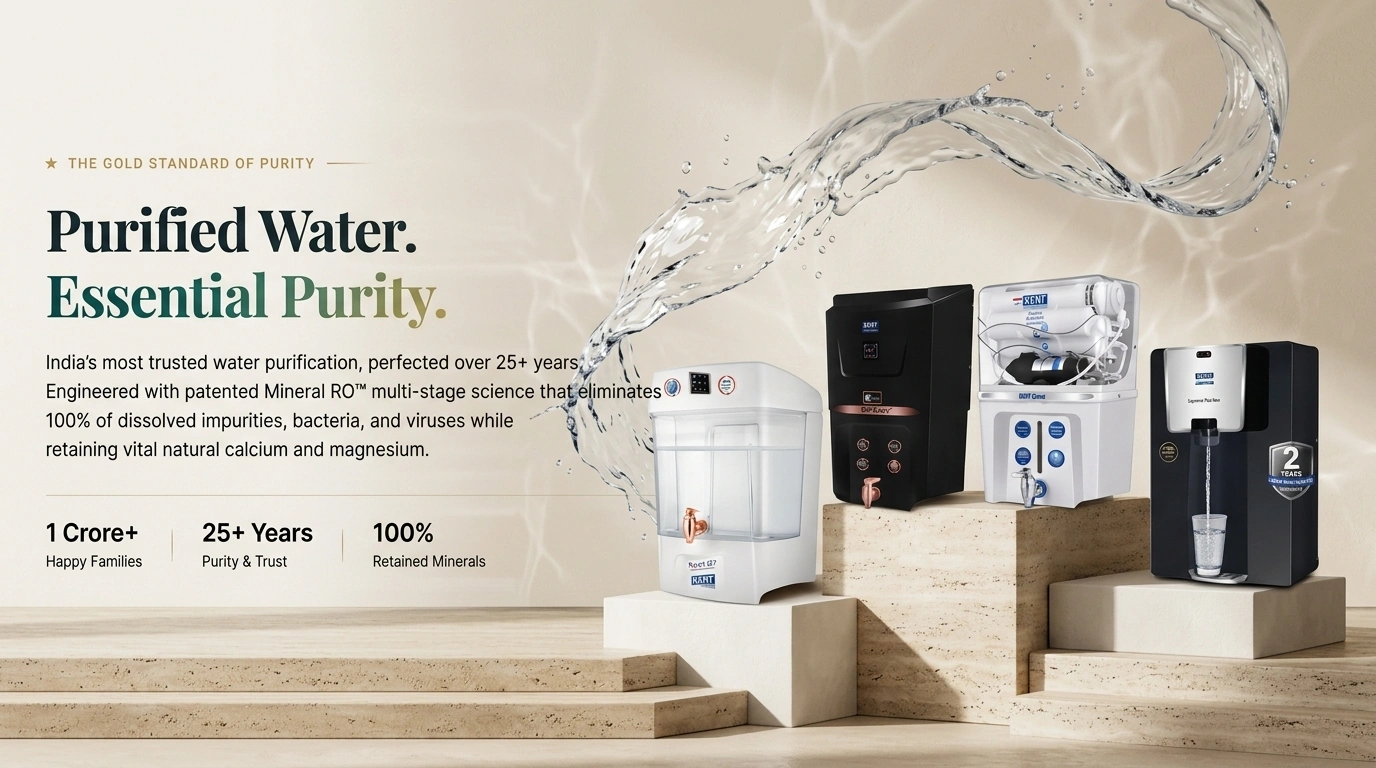 ★ THE GOLD STANDARD OF PURITY
Purified Water.
Essential Purity.
India's most trusted water purification, perfected over 25+ years.
Engineered with patented Mineral RO™ multi-stage science that eliminates
100% of dissolved impurities, bacteria, and viruses while
retaining vital natural calcium and magnesium.
1 Crore+
Happy Families
25+ Years
Purity & Trust
100%
Retained Minerals
2
YEARS